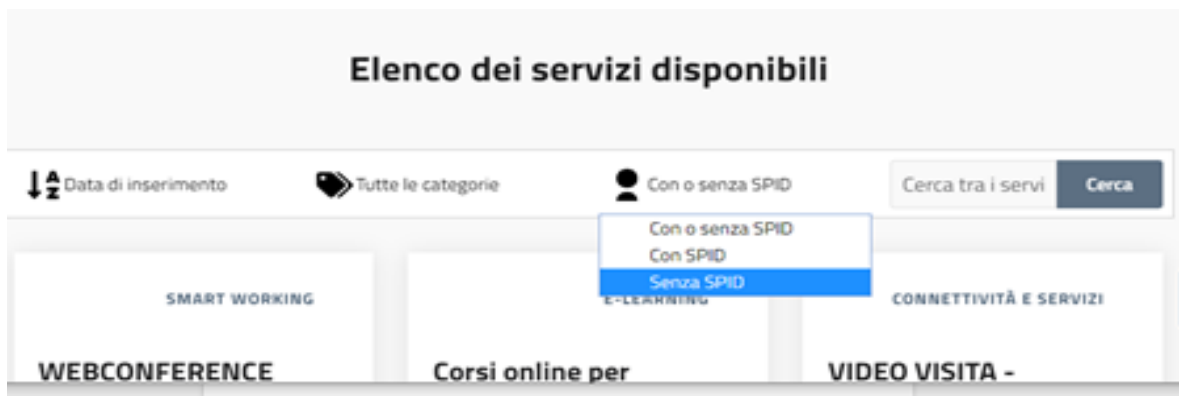 Elenco dei servizi disponibili
Data di inserimento
Tutte le categorie
Con o senza SPID
Cerca tra i servi
Cerca
Con o senza SPID
Con SPID
Senza SPID
SMART WORKING
E-LEARNING
CONNETTIVITÀ E SERVIZI
WEBCONFERENCE
Corsi online per
VIDEO VISITA -